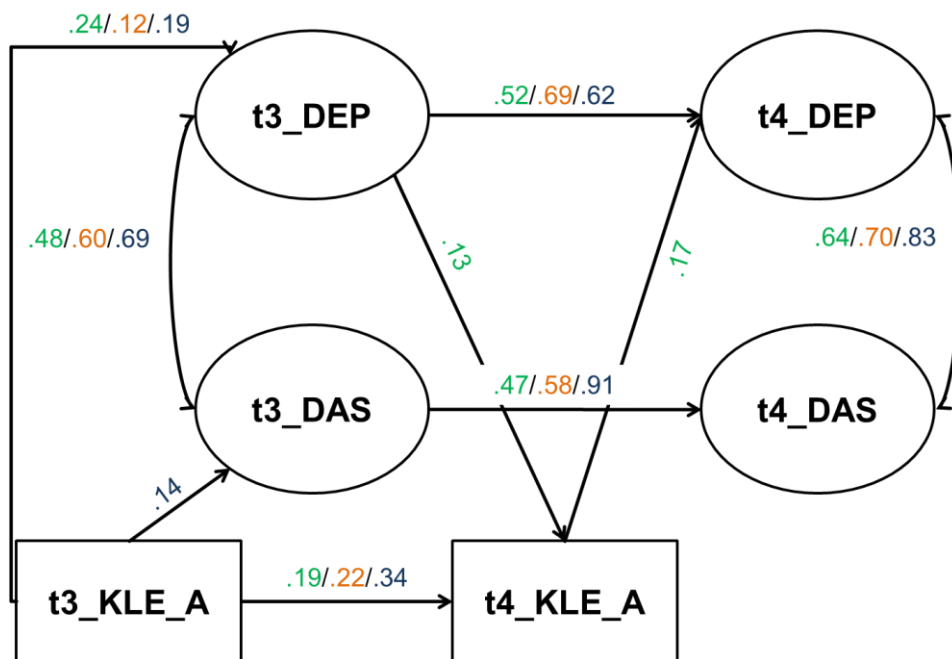 .24/.12/.19
t3_DEP
.52/.69/.62
t4_DEP
.48/.60/.69
.13
.17
.64/.70/.83
t3_DAS
.47/.58/.91
t4_DAS
.14
t3_KLE_A
.19/.22/.34
t4_KLE_A